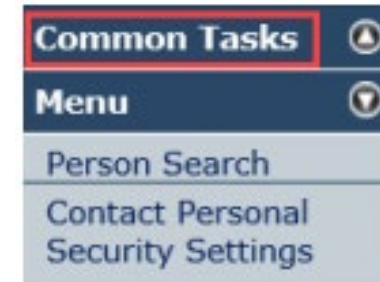 Common Tasks
Menu
Person Search
Contact Personal
Security Settings